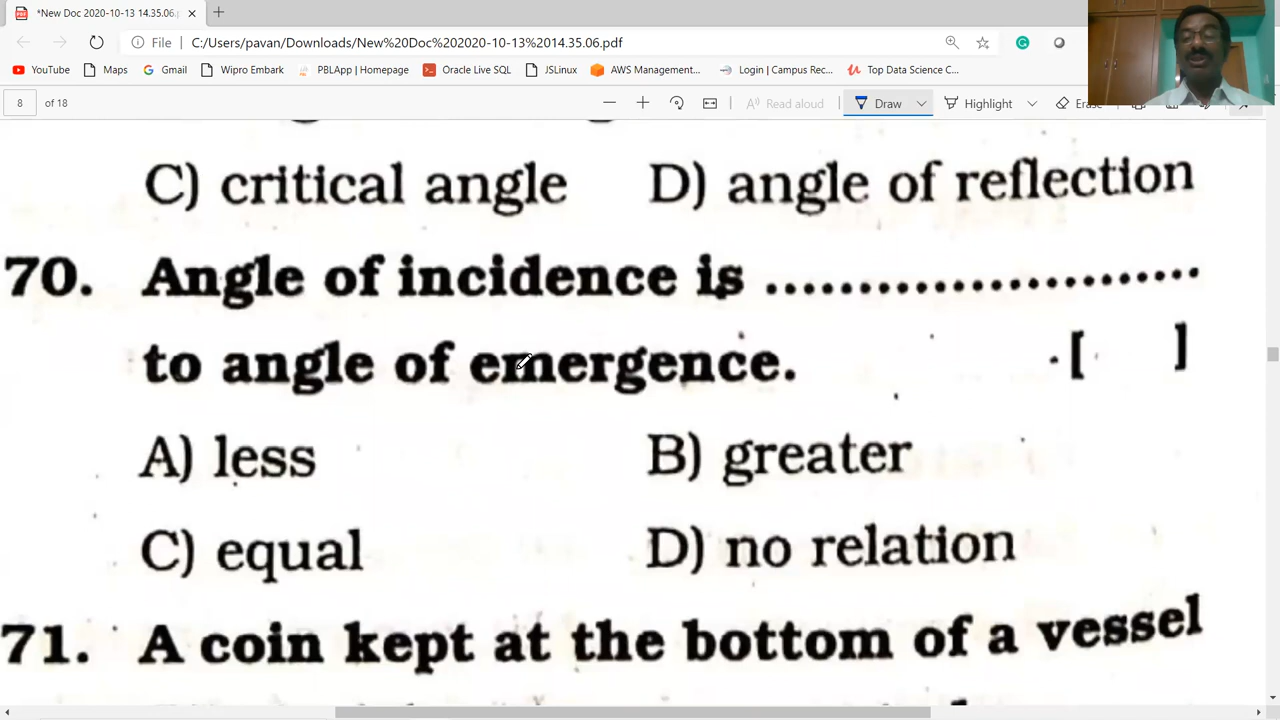 *New Doc 2020-10-13 14.35.06.
File C:/Users/pavan/Downloads/New%20Doc%202020-10-13%2014.35.06.pdf
YouTube Maps Gmail Wipro Embark PBLApp | Homepage Oracle Live SQL JSLinux AWS Management... Login | Campus Rec... Top Data Science C...
8 of 18 Read aloud Draw Highlight Erase
C) critical angle D) angle of reflection
70. Angle of incidence is ........................
to angle of emergence. [ ]
A) less B) greater
C) equal D) no relation
71. A coin kept at the bottom of a vessel